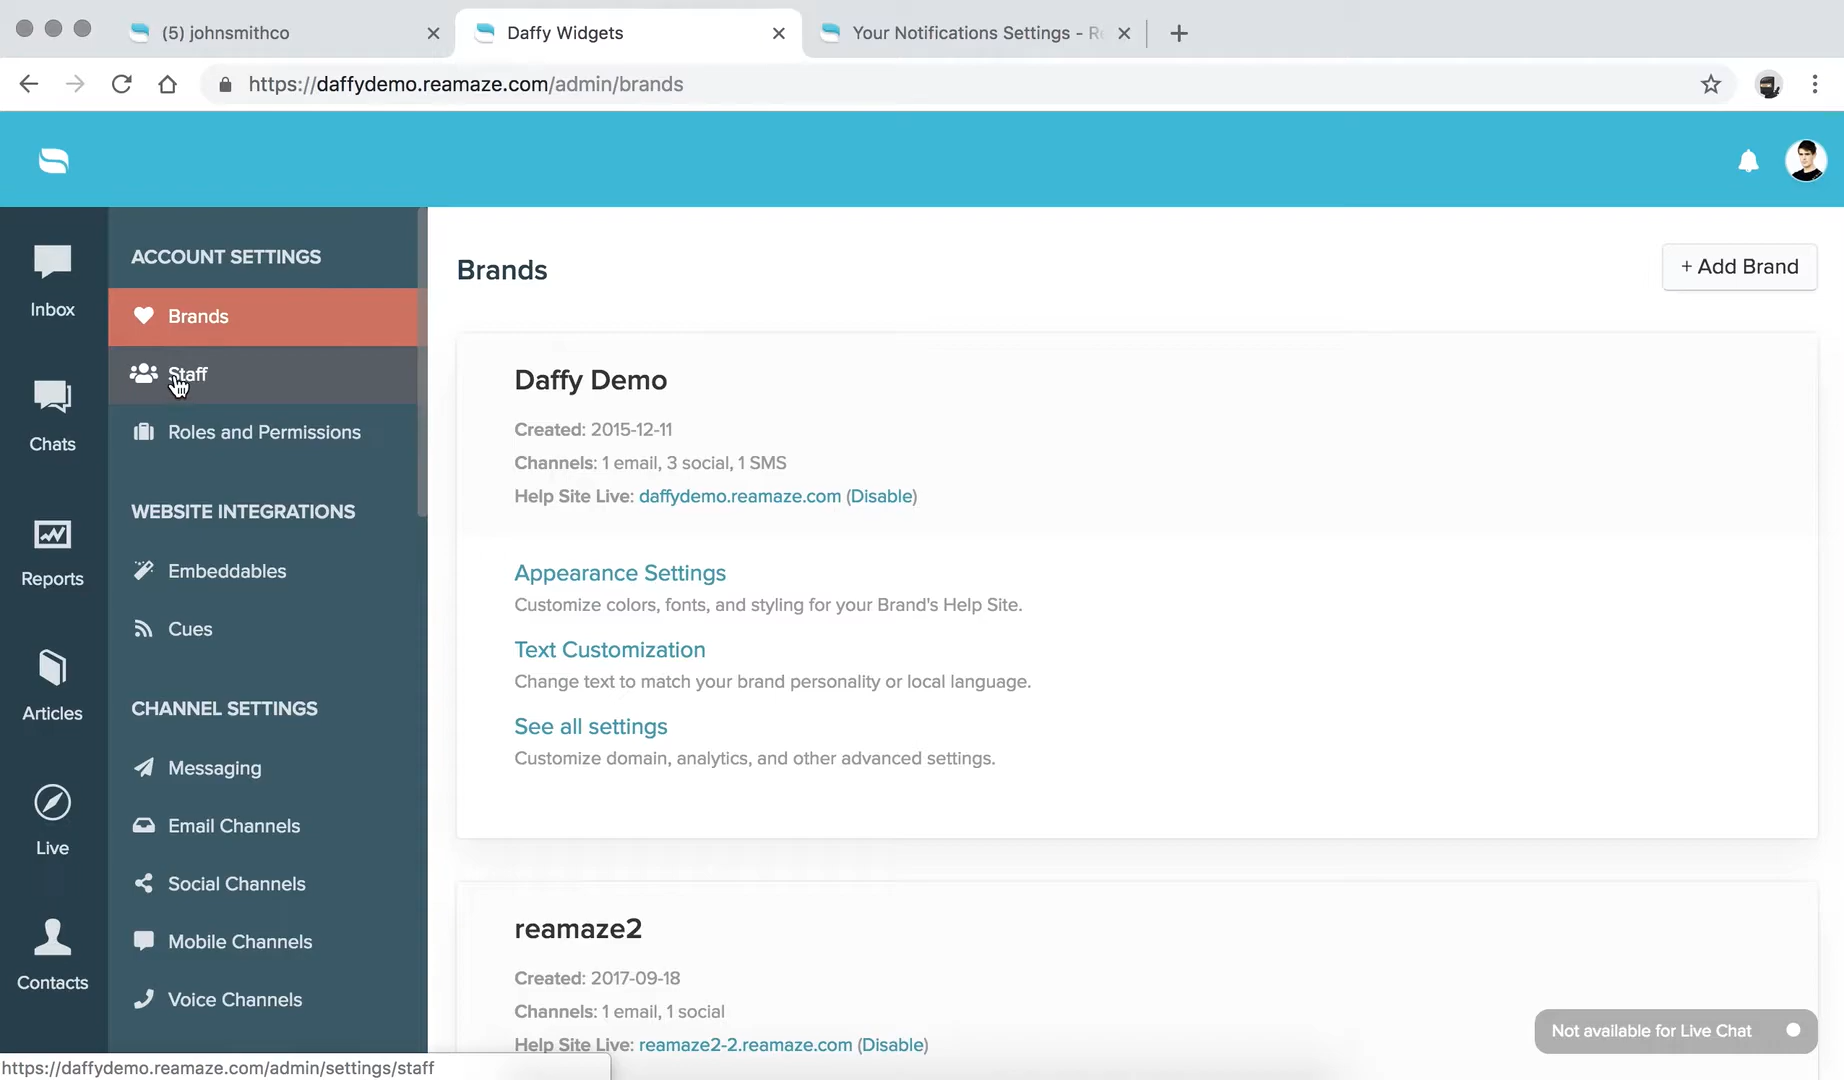 (5) johnsmithco
Daffy Widgets
Your Notifications Settings - R
https://daffydemo.reamaze.com/admin/brands
Inbox
Chats
Reports
Articles
Live
Contacts
ACCOUNT SETTINGS
Brands
Staff
Roles and Permissions
WEBSITE INTEGRATIONS
Embeddables
Cues
CHANNEL SETTINGS
Messaging
Email Channels
Social Channels
Mobile Channels
Voice Channels
Brands
+ Add Brand
Daffy Demo
Created: 2015-12-11
Channels: 1 email, 3 social, 1 SMS
Help Site Live: daffydemo.reamaze.com (Disable)
Appearance Settings
Customize colors, fonts, and styling for your Brand's Help Site.
Text Customization
Change text to match your brand personality or local language.
See all settings
Customize domain, analytics, and other advanced settings.
reamaze2
Created: 2017-09-18
Channels: 1 email, 1 social
Help Site Live: reamaze2-2.reamaze.com (Disable)
Not available for Live Chat
https://daffydemo.reamaze.com/admin/settings/staff